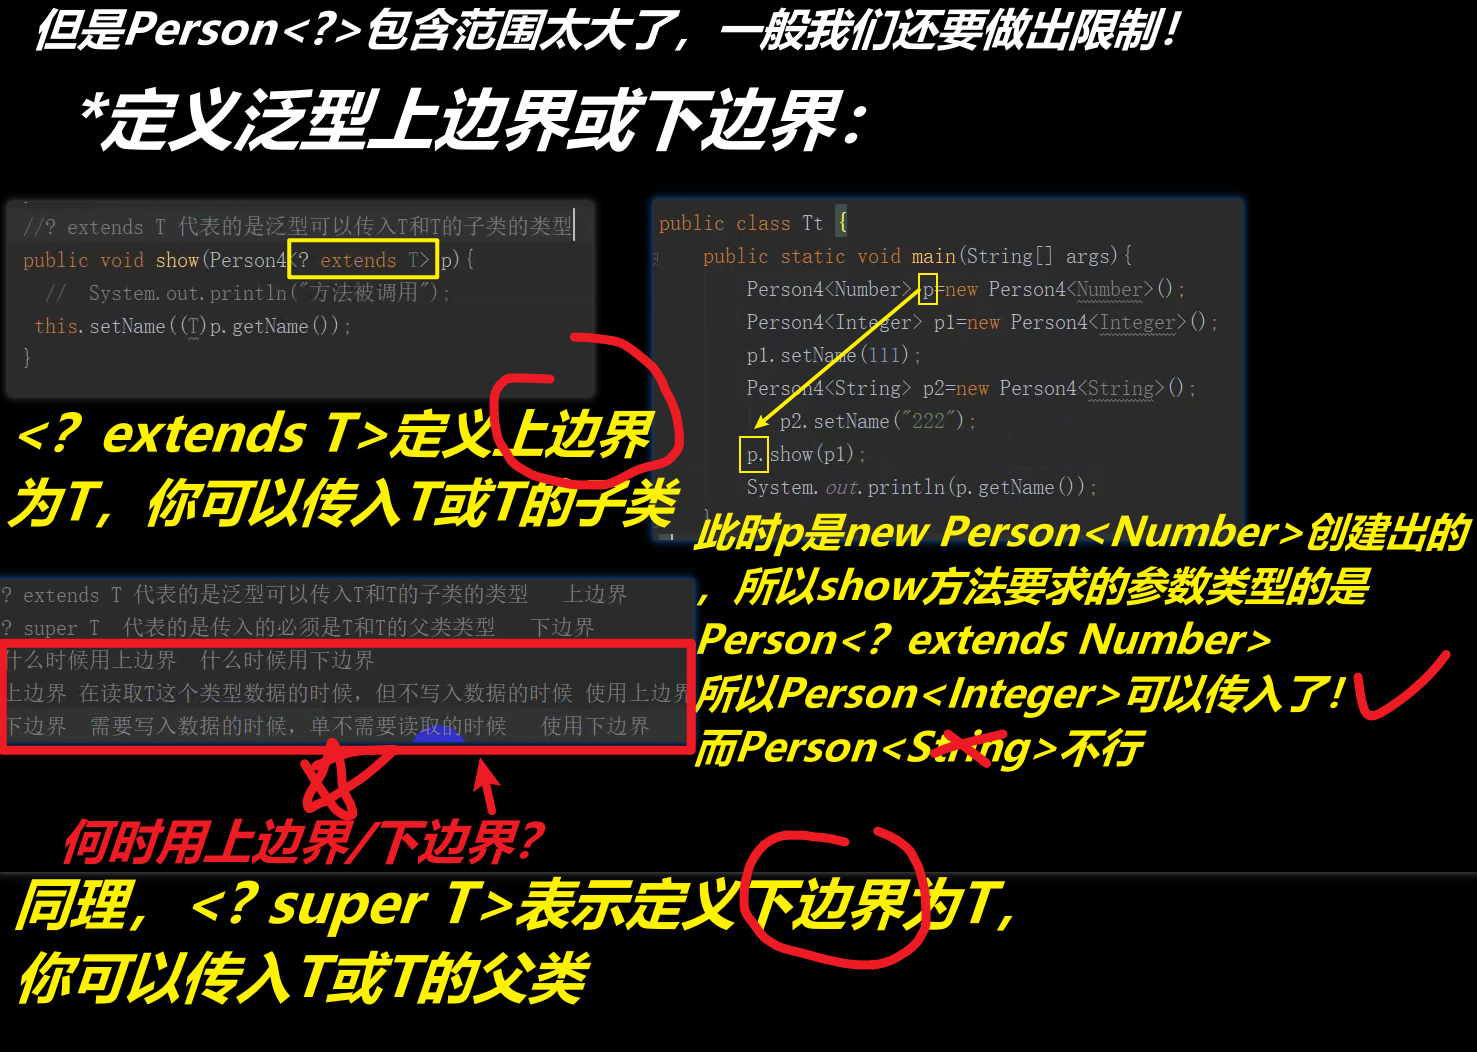 但是Person<?>包含范围太大了，一般我们还要做出限制！
*定义泛型上边界或下边界：
//? extends T 代表的是泛型可以传入T和T的子类的类型
public void show(Person4<? extends T> p){
//  System.out.println("方法被调用");
this.setName((T)p.getName());
}
<？extends T>定义上边界
为T，你可以传入T或T的子类
public class Tt {
public static void main(String[] args){
Person4<Number> p=new Person4<Number>();
Person4<Integer> p1=new Person4<Integer>();
p1.setName(111);
Person4<String> p2=new Person4<String>();
p2.setName("222");
p.show(p1);
System.out.println(p.getName());
}
此时p是new Person<Number>创建出的
，所以show方法要求的参数类型的是
Person<？extends Number>
所以Person<Integer>可以传入了！
而Person<String>不行
? extends T 代表的是泛型可以传入T和T的子类的类型   上边界
? super T  代表的是传入的必须是T和T的父类类型   下边界
什么时候用上边界  什么时候用下边界
上边界 在读取T这个类型数据的时候，但不写入数据的时候 使用上边界
下边界  需要写入数据的时候，单不需要读取的时候   使用下边界
何时用上边界/下边界？
同理，<？super T>表示定义下边界为T，
你可以传入T或T的父类